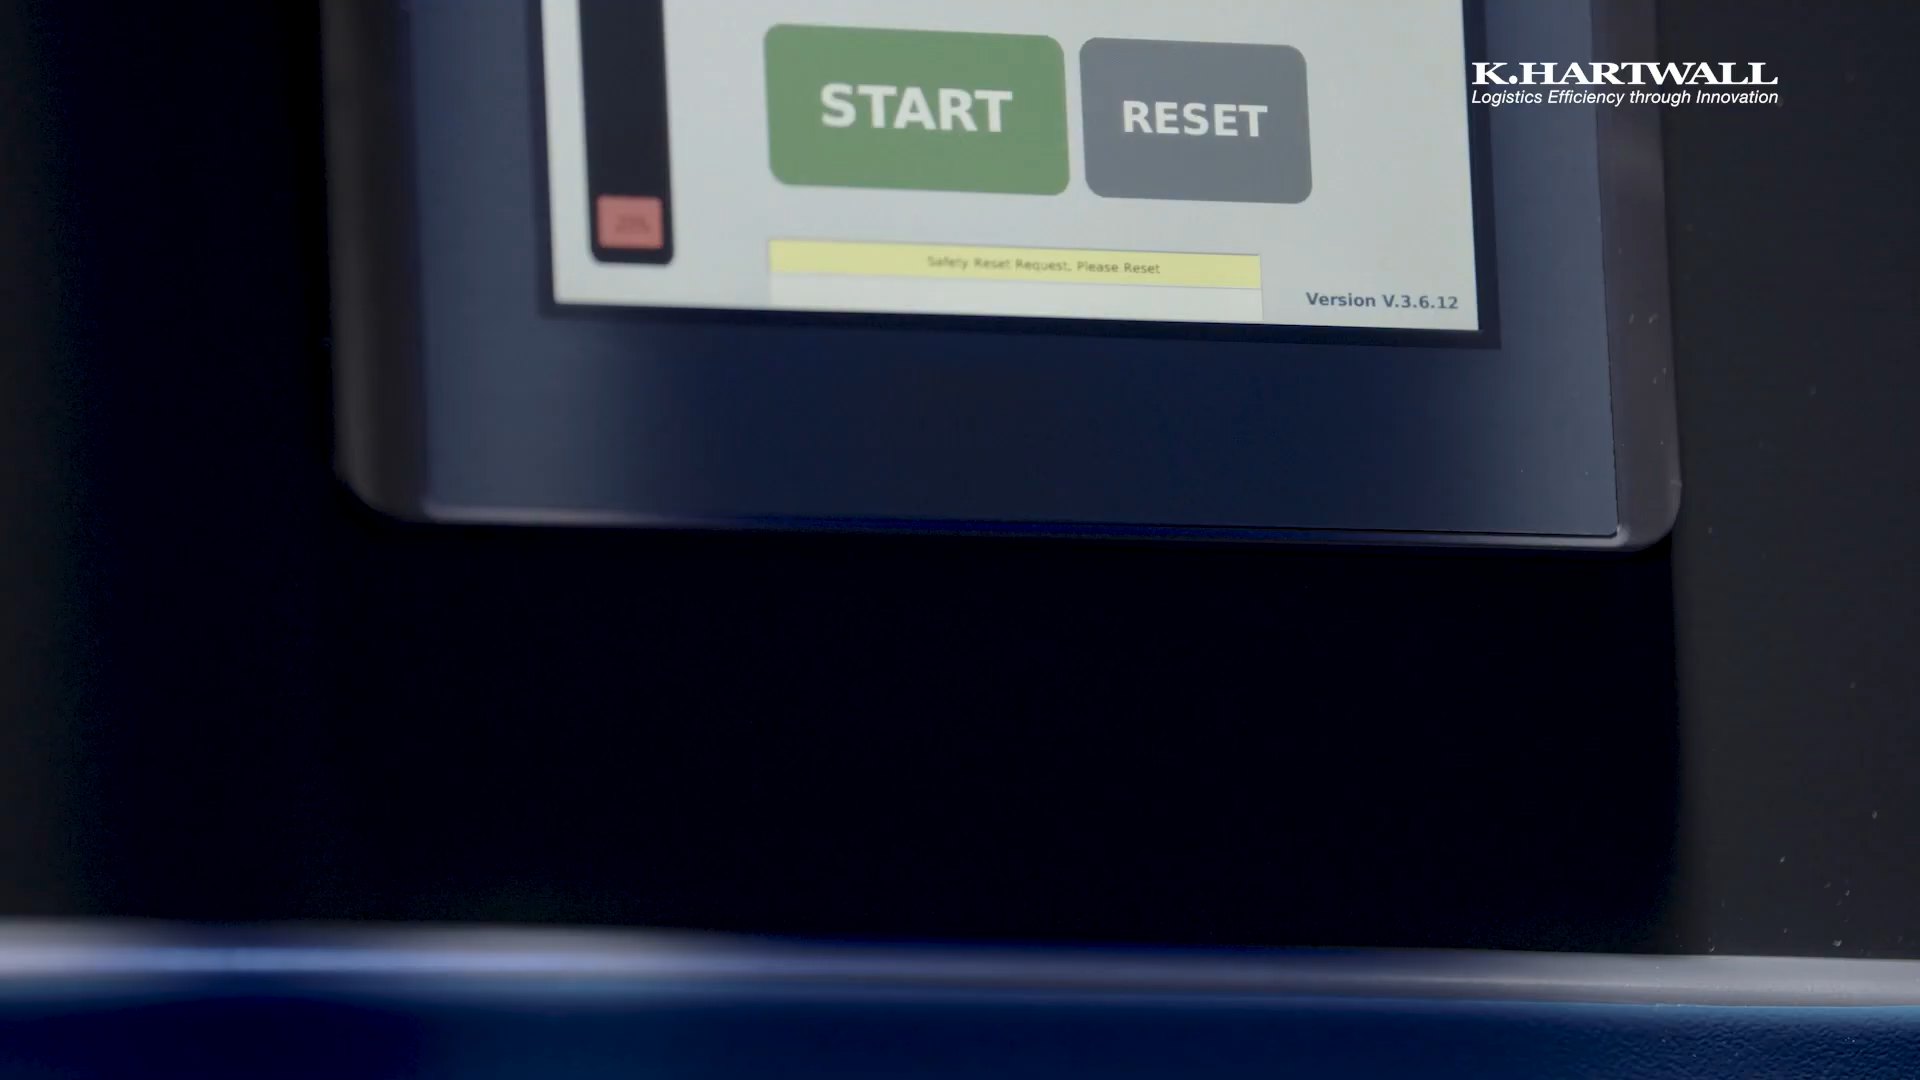 K.HARTWALL
Logistics Efficiency through Innovation
START
RESET
Safety Reset Request, Please Reset
Version V.3.6.12